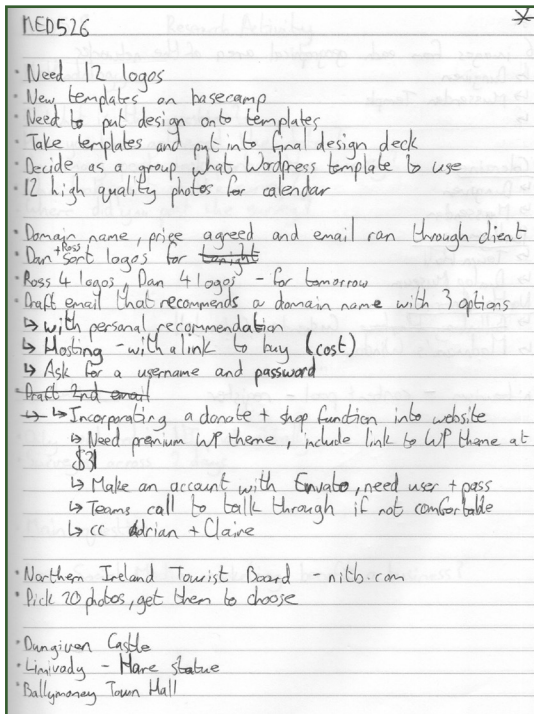 MED526
· Need 12 logos
· New templates on basecamp
· Need to put design onto templates
· Take templates and put into final design deck
· Decide as a group what Wordpress template to use
· 12 high quality photos for calendar
· Domain name, price agreed and email ran through client
· Dan + Ross sort logos for tonight
· Ross 4 logos, Dan 4 logos - for tomorrow
· Draft email that recommends a domain name with 3 options
↳ with personal recommendation
↳ Hosting - with a link to buy (cost)
↳ Ask for a username and password
Draft 2nd email
↳ ↳ Incorporating a donate + shop function into website
↳ Need premium WP theme, include link to WP theme at
$31
↳ Make an account with Envato, need user + pass
↳ Teams call to talk through if not comfortable
↳ cc Adrian + Claire
· Northern Ireland Tourist Board - nitb.com
· Pick 20 photos, get them to choose
· Dungiven Castle
· Limivady - Hare statue
· Ballymoney Town Hall